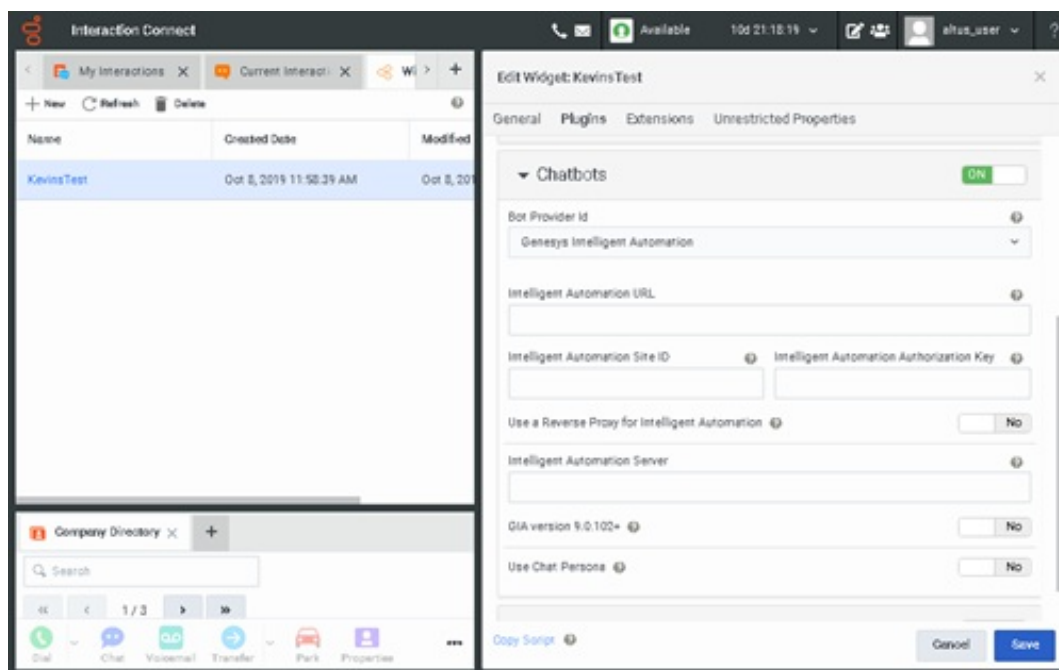 Interaction Connect
Available
10d 21:18:19
altus_user
?
My Interactions X
Current Interacti X
Wi
+
New Refresh Delete
Name Created Date Modified
KevinsTest Oct 8, 2019 11:58:39 AM Oct 8, 201
Company Directory X +
Search
« < 1 / 3 > »
Dial Chat Voicemail Transfer Park Properties
Edit Widget: KevinsTest
General Plugins Extensions Unrestricted Properties
Chatbots ON
Bot Provider Id
Genesys Intelligent Automation
Intelligent Automation URL
Intelligent Automation Site ID Intelligent Automation Authorization Key
Use a Reverse Proxy for Intelligent Automation No
Intelligent Automation Server
GIA version 9.0.102+ No
Use Chat Persona No
Copy Script Cancel Save